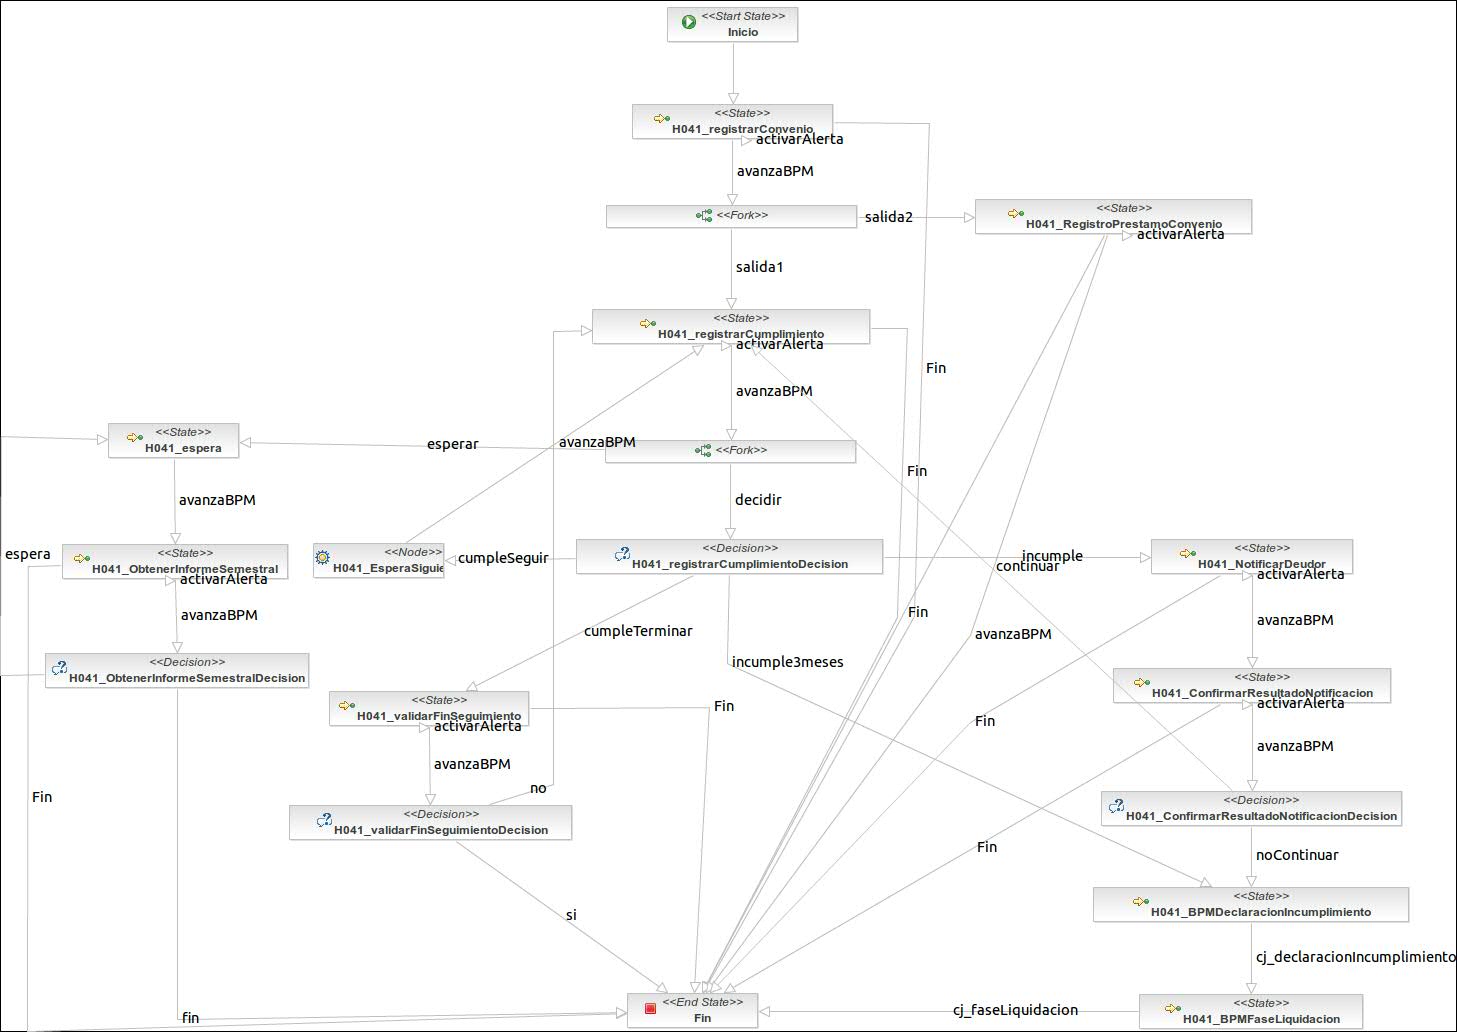 <<Start State>>
Inicio
<<State>>
H041_registrarConvenio
activarAlerta
avanzaBPM
<<Fork>>
salida2
<<State>>
H041_RegistroPrestamoConvenio
activarAlerta
salida1
<<State>>
H041_registrarCumplimiento
activarAlerta
Fin
avanzaBPM
<<State>>
H041_espera
esperar
avanzaBPM
<<Fork>>
Fin
avanzaBPM
decidir
espera
<<State>>
H041_ObtenerInformeSemestral
activarAlerta
<<Node>>
H041_EsperaSiguie
cumpleSeguir
<<Decision>>
H041_registrarCumplimientoDecision
incumple
continuar
<<State>>
H041_NotificarDeudor
activarAlerta
avanzaBPM
Fin
avanzaBPM
cumpleTerminar
avanzaBPM
<<Decision>>
H041_ObtenerInformeSemestralDecision
incumple3meses
<<State>>
H041_ConfirmarResultadoNotificacion
activarAlerta
<<State>>
H041_validarFinSeguimiento
activarAlerta
Fin
Fin
avanzaBPM
avanzaBPM
no
Fin
<<Decision>>
H041_ConfirmarResultadoNotificacionDecision
<<Decision>>
H041_validarFinSeguimientoDecision
Fin
noContinuar
<<State>>
H041_BPMDeclaracionIncumplimiento
si
cj_declaracionIncumplimiento
fin
<<End State>>
Fin
cj_faseLiquidacion
<<State>>
H041_BPMFaseLiquidacion